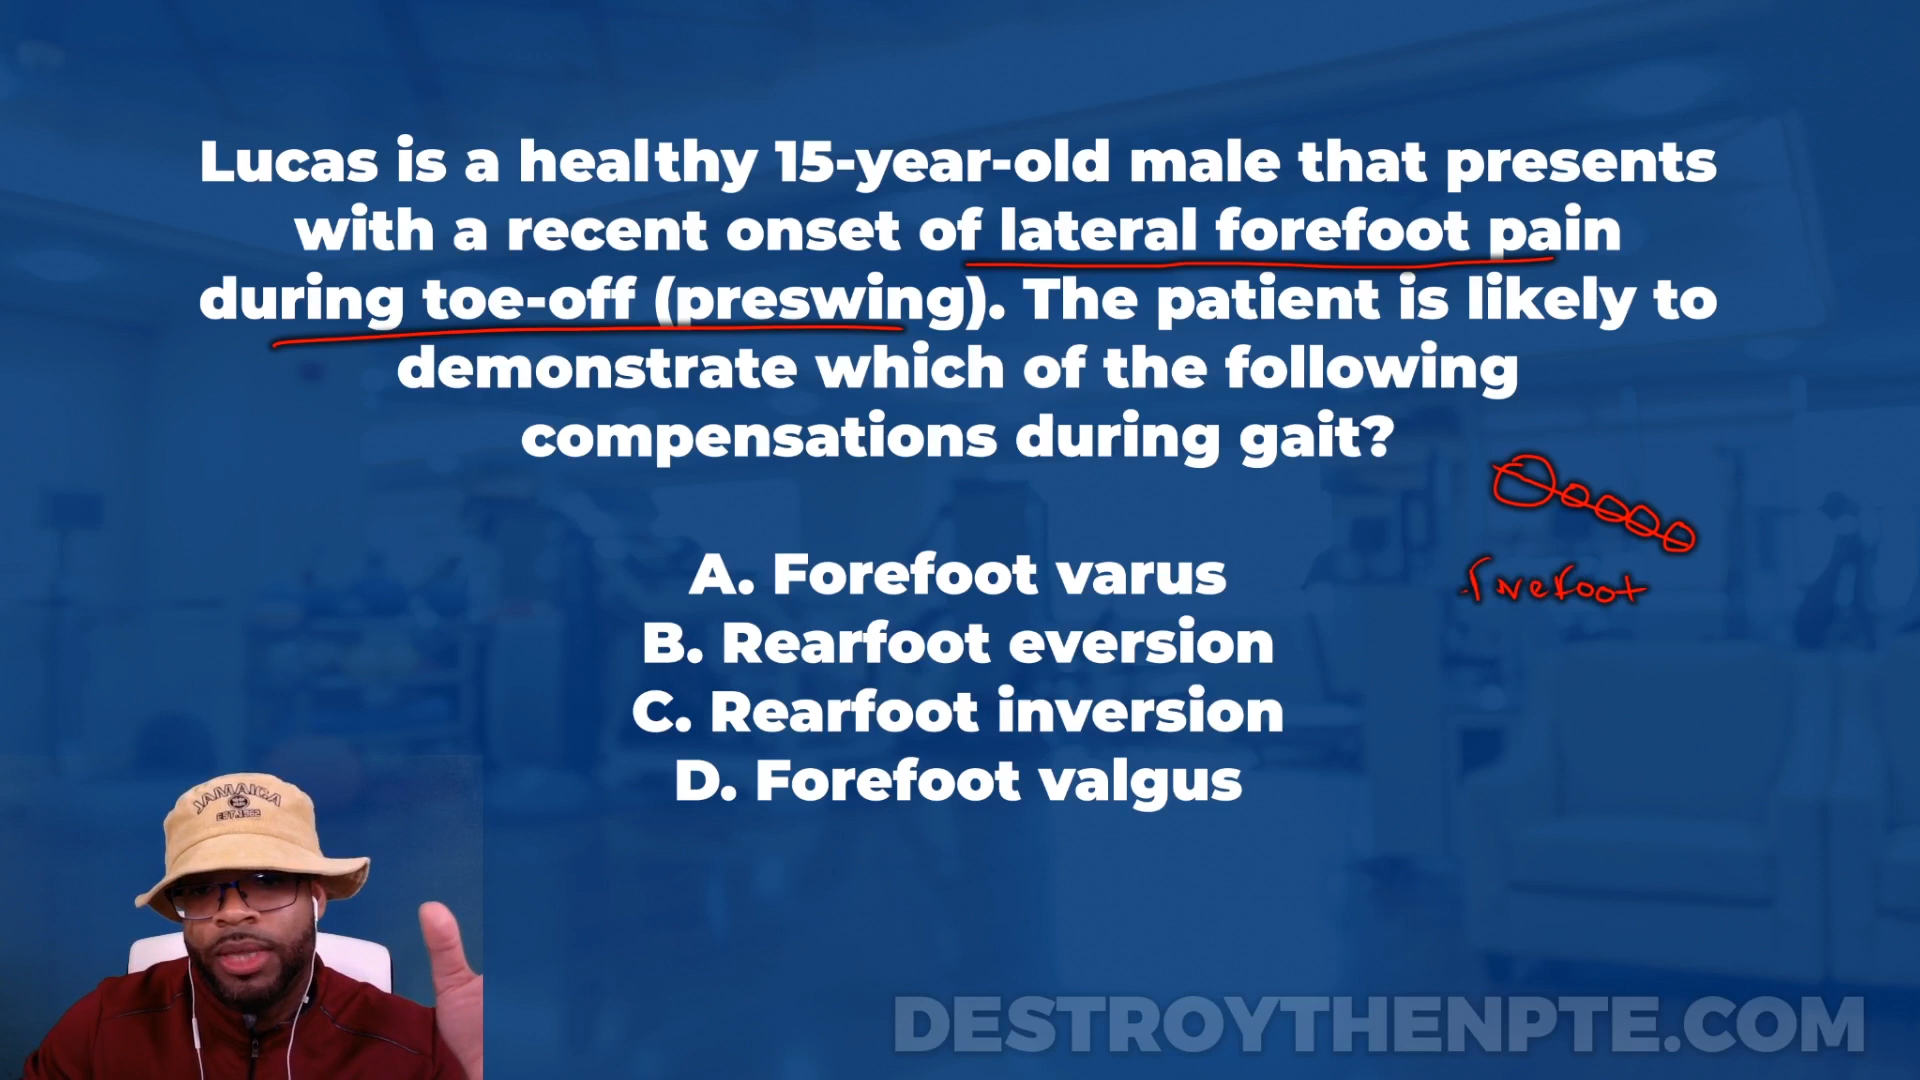 Lucas is a healthy 15-year-old male that presents
with a recent onset of lateral forefoot pain
during toe-off (preswing). The patient is likely to
demonstrate which of the following
compensations during gait?
A. Forefoot varus
B. Rearfoot eversion
C. Rearfoot inversion
D. Forefoot valgus
forefoot
JAMAICA
EST.1962
DESTROYTHENPTE.COM